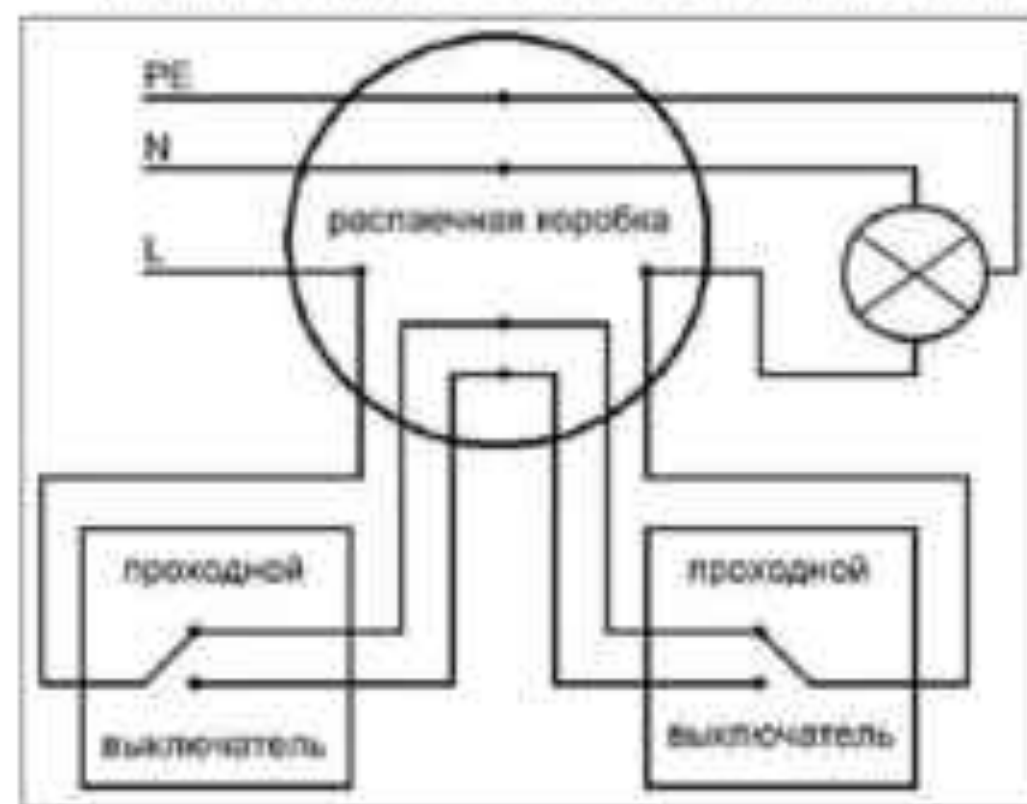 PE
N
распаечная коробка
L
проходной
выключатель
проходной
выключатель